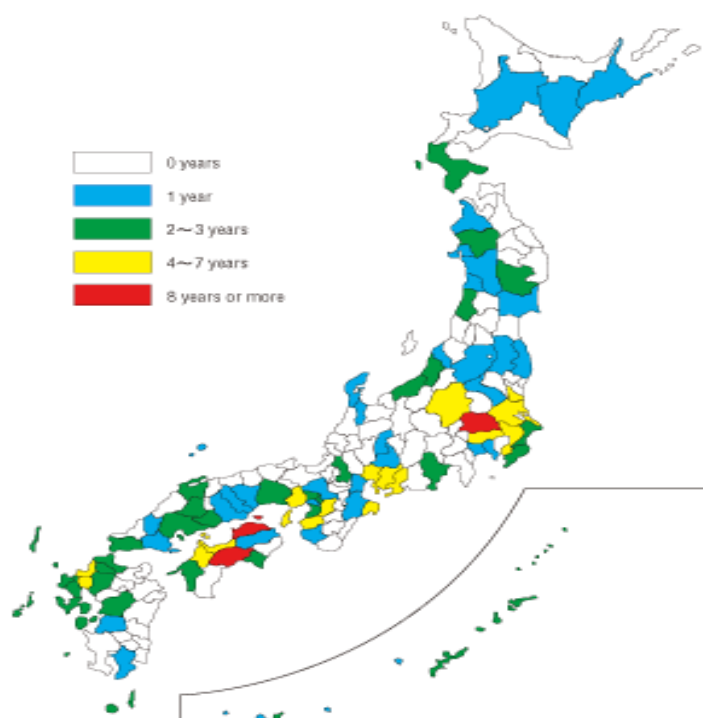 0 years
1 year
2～3 years
4～7 years
8 years or more